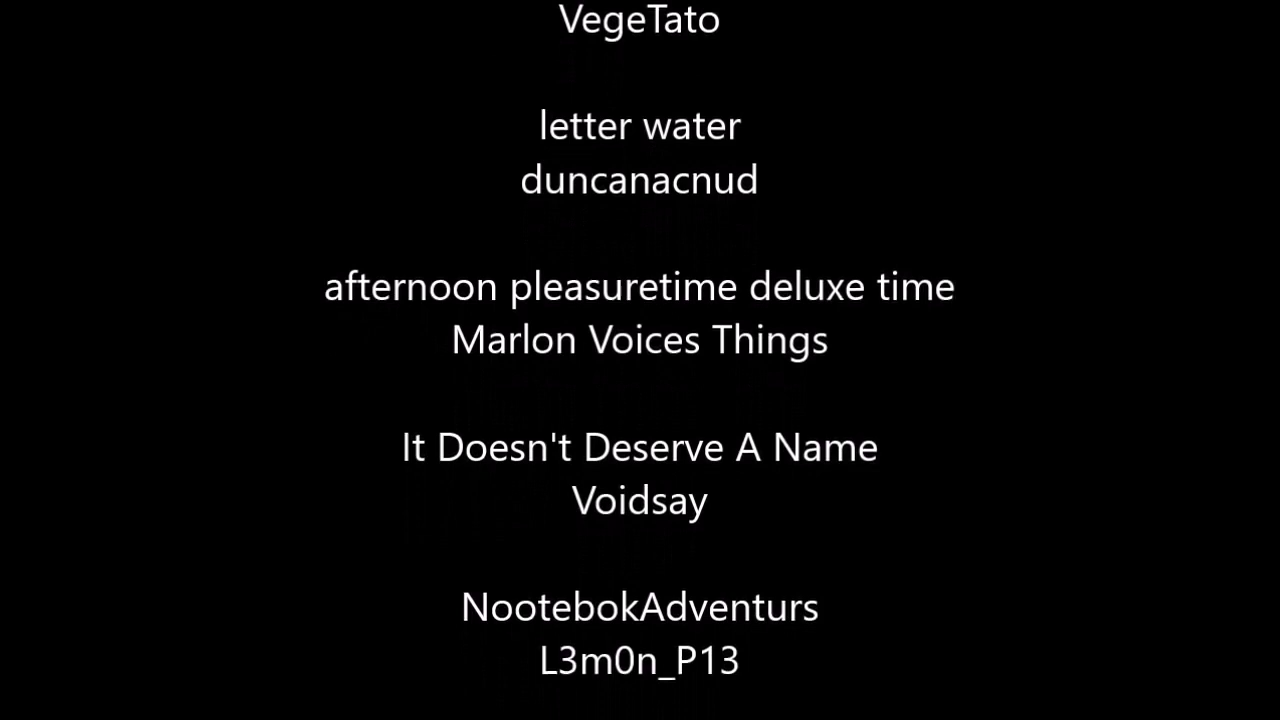 VegeTato
letter water
duncanacnud
afternoon pleasuretime deluxe time
Marlon Voices Things
It Doesn't Deserve A Name
Voidsay
NootebokAdventurs
L3m0n_P13